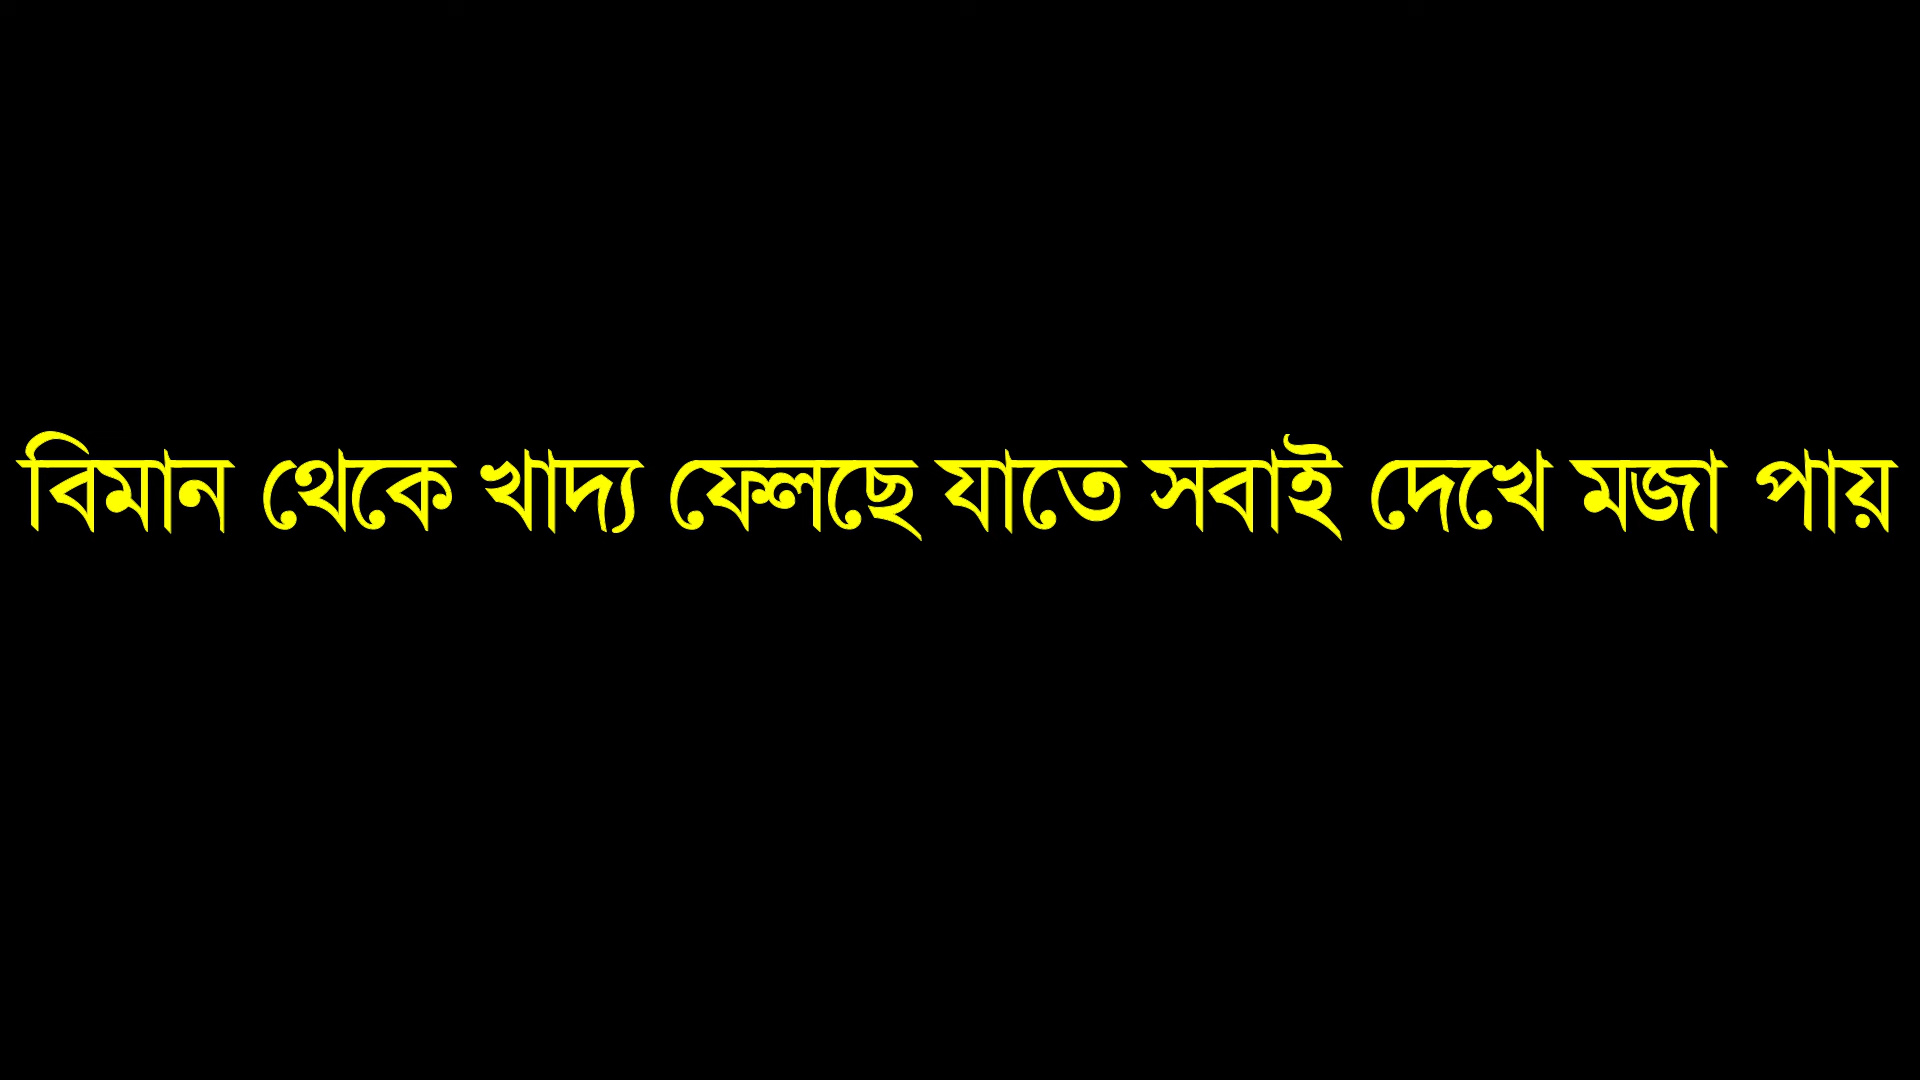 বিমান থেকে খাদ্য ফেলছে যাতে সবাই দেখে মজা পায়